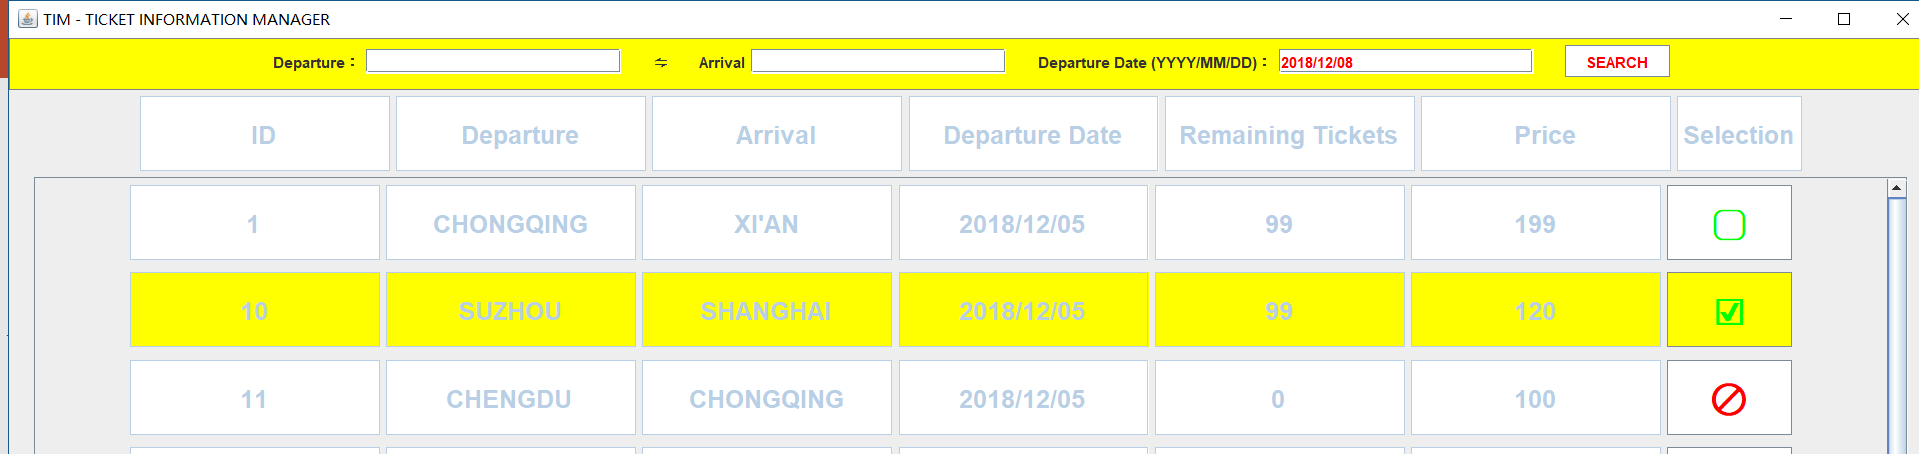 TIM - TICKET INFORMATION MANAGER
Departure： ⇋ Arrival Departure Date (YYYY/MM/DD)： 2018/12/08 SEARCH
ID Departure Arrival Departure Date Remaining Tickets Price Selection
1 CHONGQING XI'AN 2018/12/05 99 199
10 SUZHOU SHANGHAI 2018/12/05 99 120
11 CHENGDU CHONGQING 2018/12/05 0 100